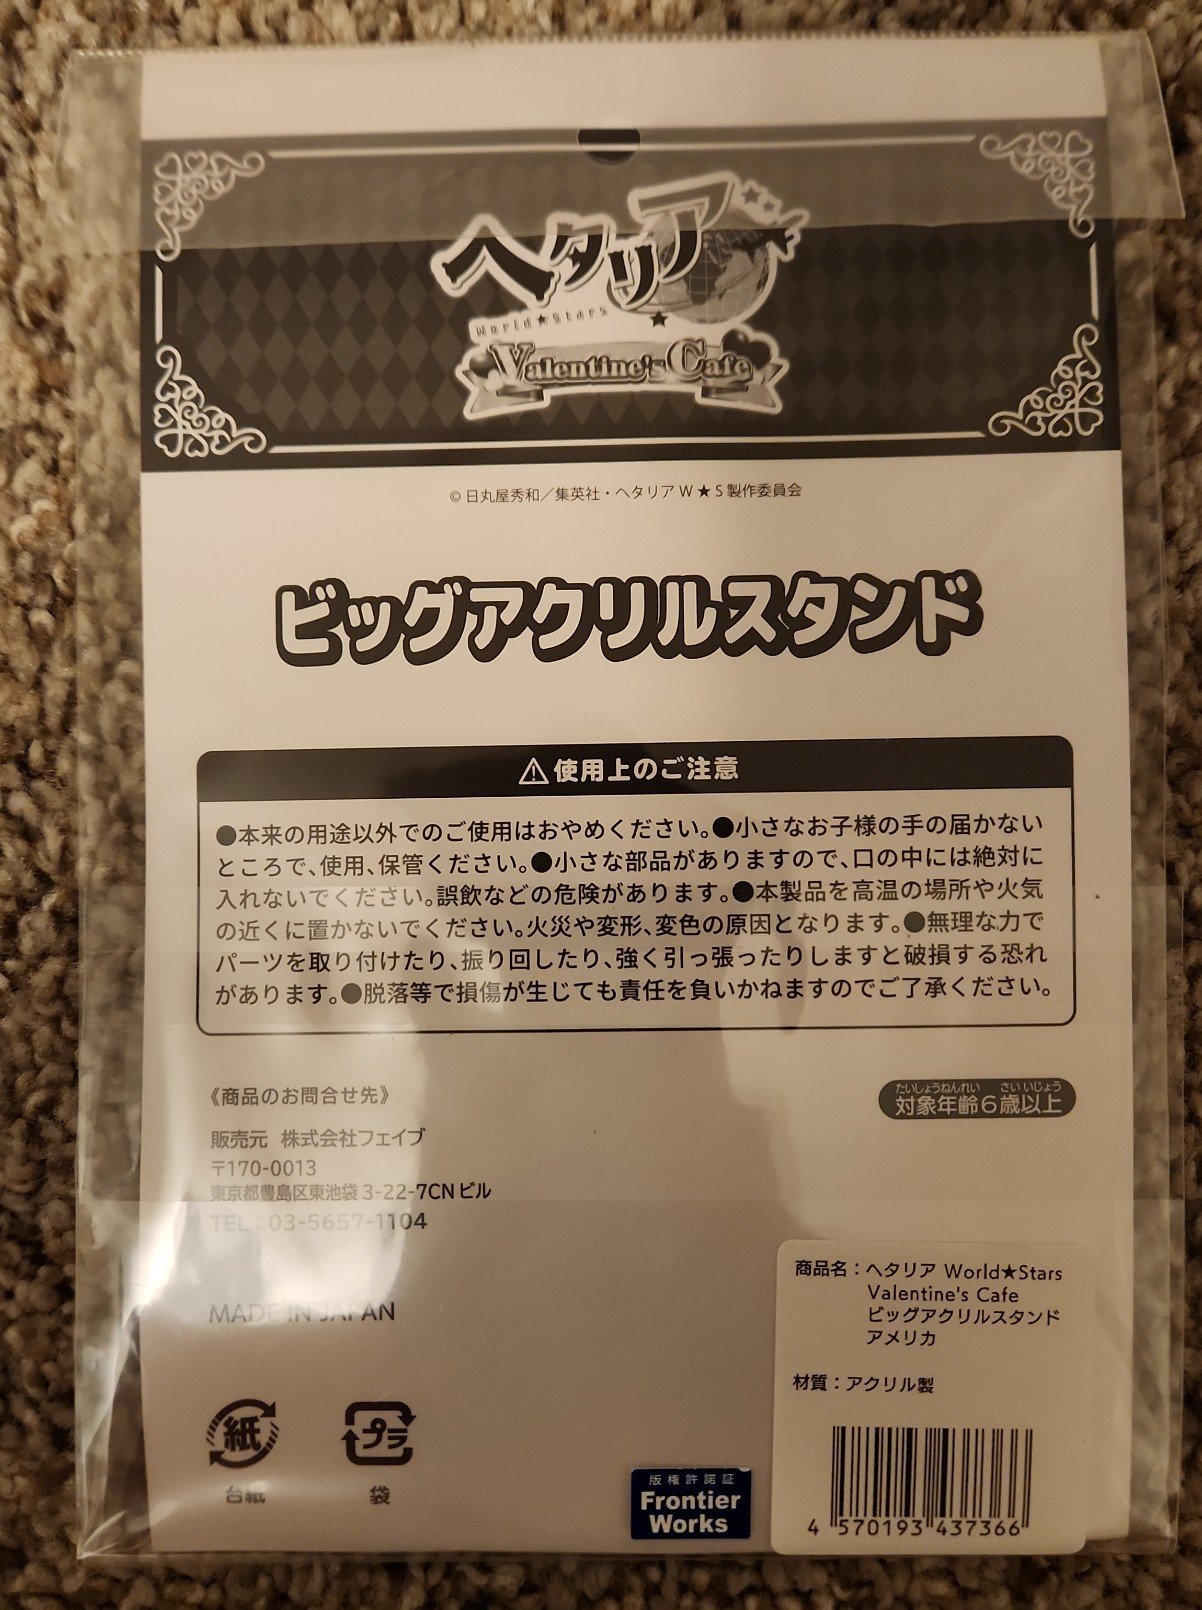 ヘタリア
World★Stars
Valentine's Cafe
©日丸屋秀和／集英社・ヘタリアW★S製作委員会
ビッグアクリルスタンド
⚠使用上のご注意
●本来の用途以外でのご使用はおやめください。●小さなお子様の手の届かない
ところで、使用、保管ください。●小さな部品がありますので、口の中には絶対に
入れないでください。誤飲などの危険があります。●本製品を高温の場所や火気
の近くに置かないでください。火災や変形、変色の原因となります。●無理な力で
パーツを取り付けたり、振り回したり、強く引っ張ったりしますと破損する恐れ
があります。●脱落等で損傷が生じても責任を負いかねますのでご了承ください。
《商品のお問合せ先》
販売元 株式会社フェイブ
〒170-0013
東京都豊島区東池袋3-22-7CNビル
TEL：03-5657-1104
MADE IN JAPAN
たいしょうねんれい さいいじょう
対象年齢6歳以上
紙
台紙
プラ
袋
版権許諾証
Frontier
Works
商品名：ヘタリア World★Stars
Valentine's Cafe
ビッグアクリルスタンド
アメリカ
材質：アクリル製
4 570193 437366